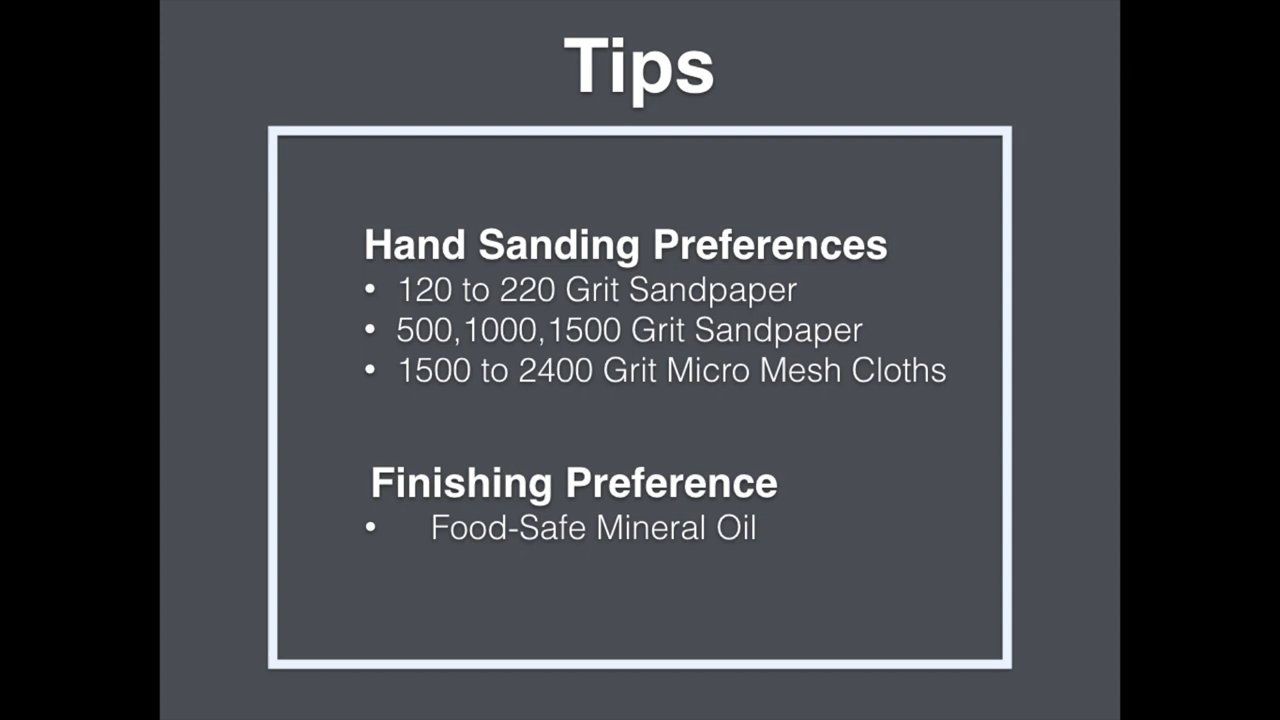 Tips
Hand Sanding Preferences
• 120 to 220 Grit Sandpaper
• 500,1000,1500 Grit Sandpaper
• 1500 to 2400 Grit Micro Mesh Cloths
Finishing Preference
• Food-Safe Mineral Oil